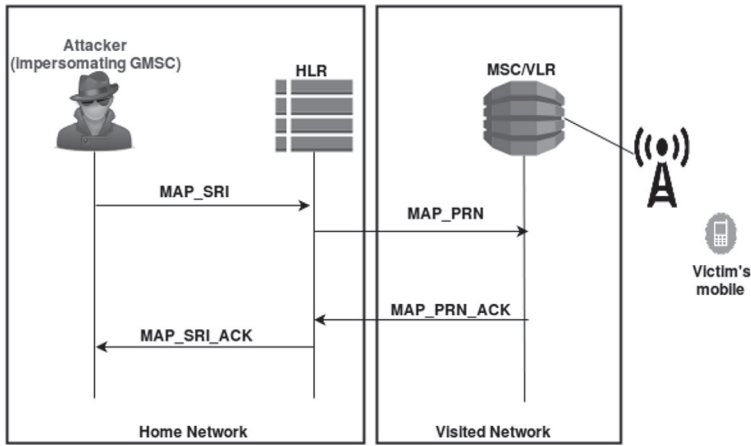 Attacker
(impersomating GMSC)
HLR
MSC/VLR
MAP_SRI
MAP_PRN
Victim's
mobile
MAP_PRN_ACK
MAP_SRI_ACK
Home Network
Visited Network